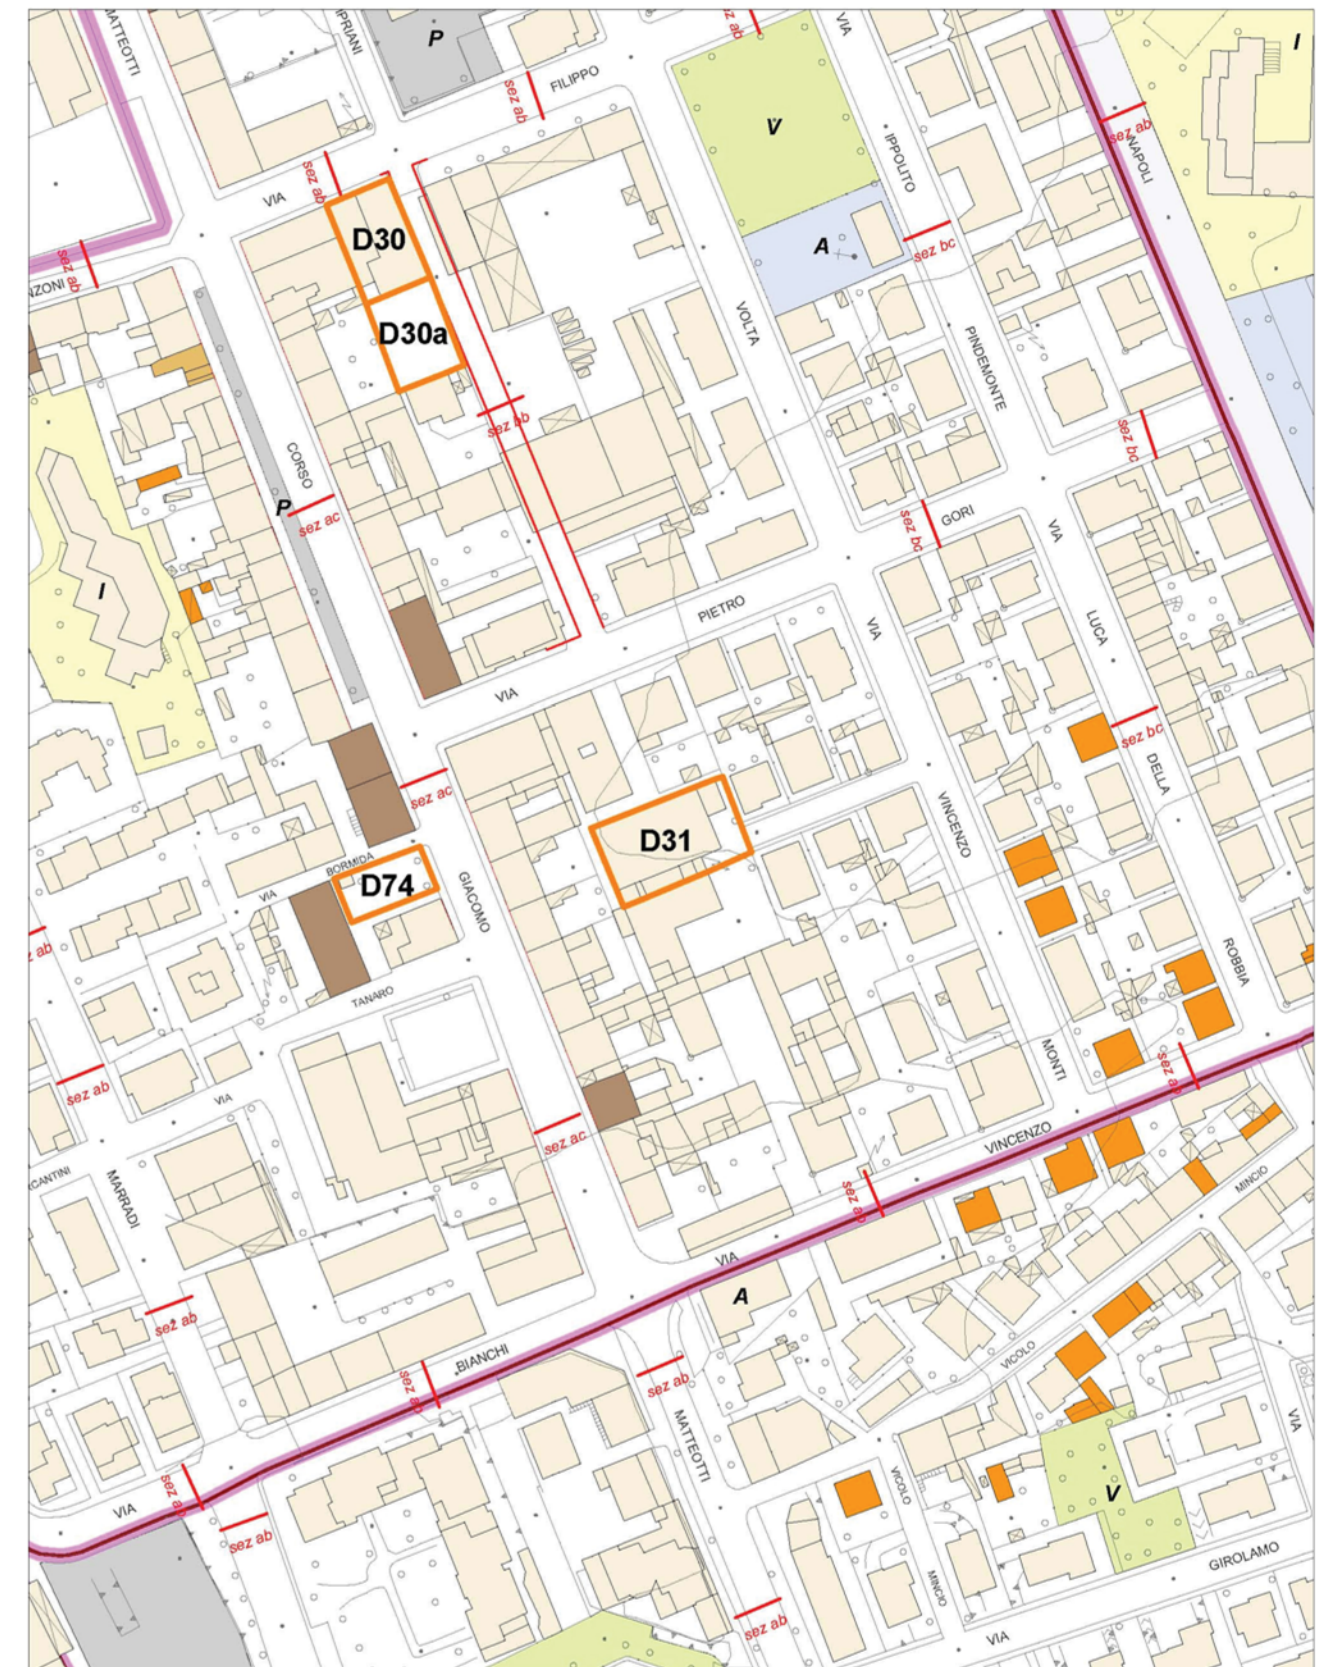 MATTEOTTI
IPRIANI
P
FILIPPO
sez ab
z ab
VIA
I
V
IPPOLITO
sez ab
NAPOLI
sez ab
VIA
D30
A
sez bc
sez ab
NZONI
D30a
VOLTA
PINDEMONTE
sez bb
CORSO
sez bc
P
sez ac
sez bc
GORI
VIA
I
PIETRO
VIA
LUCA
VIA
sez bc
DELLA
sez ac
VINCENZO
D31
BORMIDA
VIA
D74
GIACOMO
z ab
ROBBIA
TANARO
MONTI
sez ab
sez ab
VIA
sez ac
VINCENZO
RCANTINI
MARRADI
sez ab
MINCIO
VIA
A
sez ab
BIANCHI
VICOLO
sez ab
sez ab
MATTEOTTI
VIA
VICOLO
V
sez ab
VIA
sez ab
GIROLAMO
MINCIO
sez ab
VIA